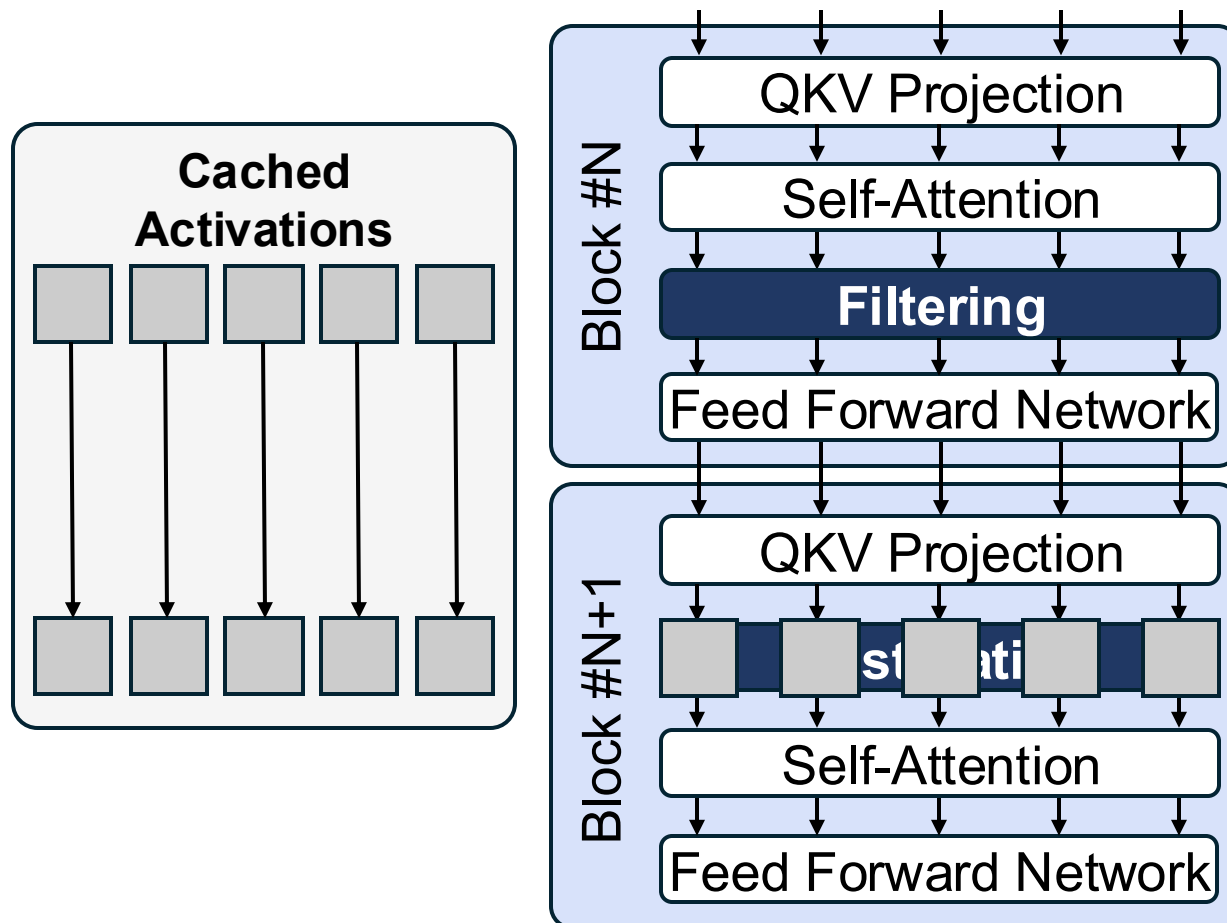 Cached
Activations
Block #N
QKV Projection
Self-Attention
Filtering
Feed Forward Network
Block #N+1
QKV Projection
Self-Attention
Feed Forward Network